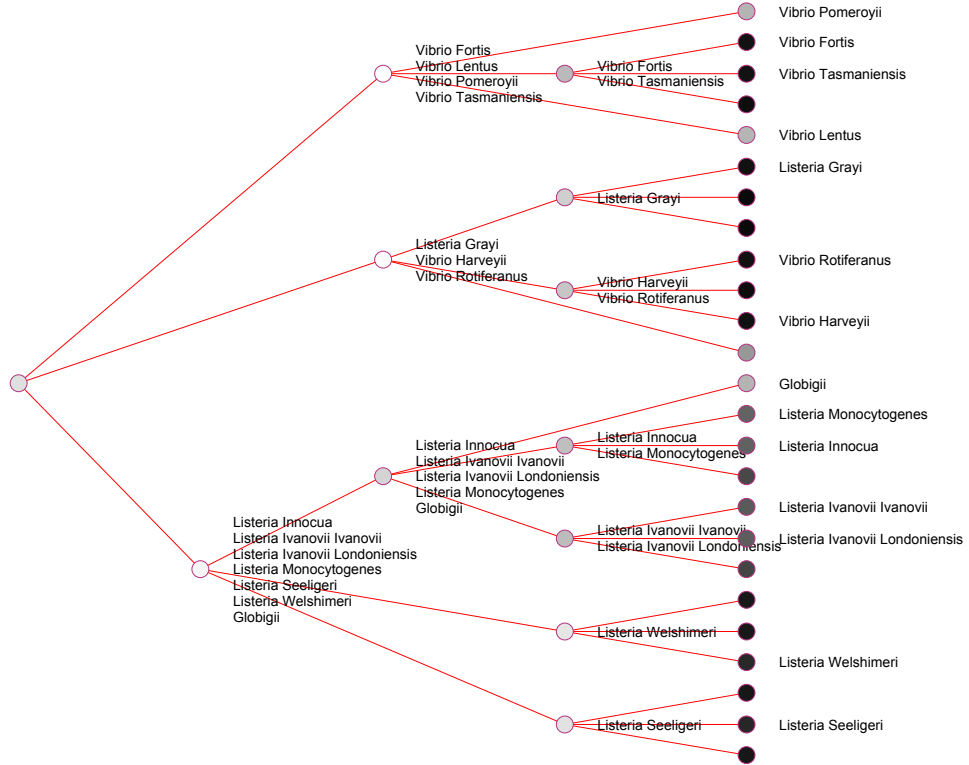 Vibrio Pomeroyii
Vibrio Fortis
Vibrio Lentus
Vibrio Pomeroyii
Vibrio Tasmaniensis
Vibrio Fortis
Vibrio Tasmaniensis
Vibrio Fortis
Vibrio Tasmaniensis
Vibrio Lentus
Listeria Grayi
Listeria Grayi
Listeria Grayi
Vibrio Harveyii
Vibrio Rotiferanus
Vibrio Harveyii
Vibrio Rotiferanus
Vibrio Rotiferanus
Vibrio Harveyii
Globigii
Listeria Monocytogenes
Listeria Innocua
Listeria Ivanovii Ivanovii
Listeria Ivanovii Londoniensis
Listeria Monocytogenes
Globigii
Listeria Innocua
Listeria Monocytogenes
Listeria Innocua
Listeria Ivanovii Ivanovii
Listeria Innocua
Listeria Ivanovii Ivanovii
Listeria Ivanovii Londoniensis
Listeria Monocytogenes
Listeria Seeligeri
Listeria Welshimeri
Globigii
Listeria Ivanovii Ivanovii
Listeria Ivanovii Londoniensis
Listeria Ivanovii Londoniensis
Listeria Welshimeri
Listeria Welshimeri
Listeria Seeligeri
Listeria Seeligeri